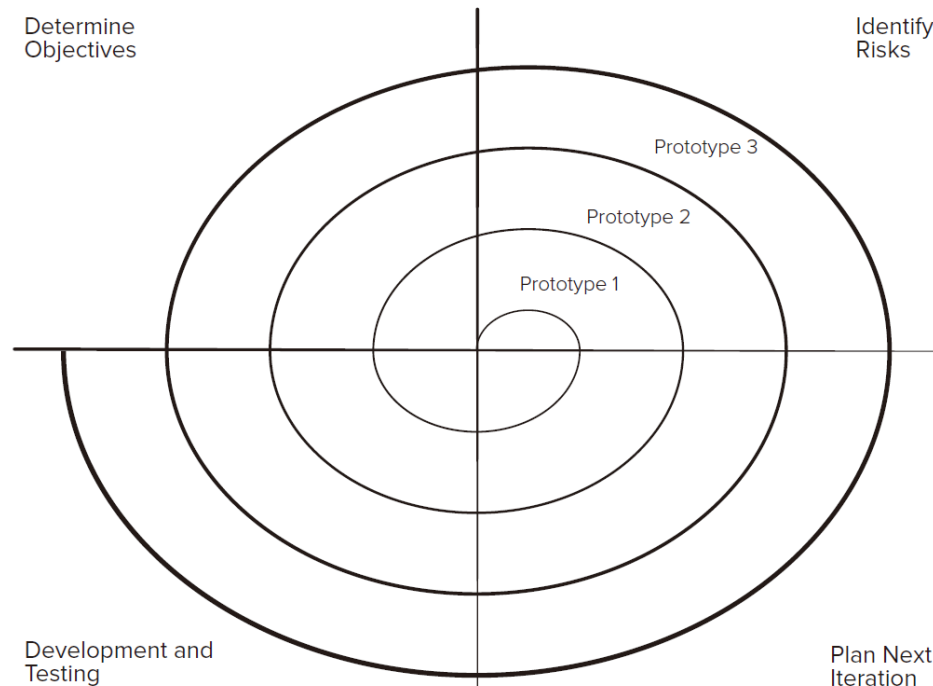 Determine
Objectives
Identify
Risks
Prototype 3
Prototype 2
Prototype 1
Development and
Testing
Plan Next
Iteration